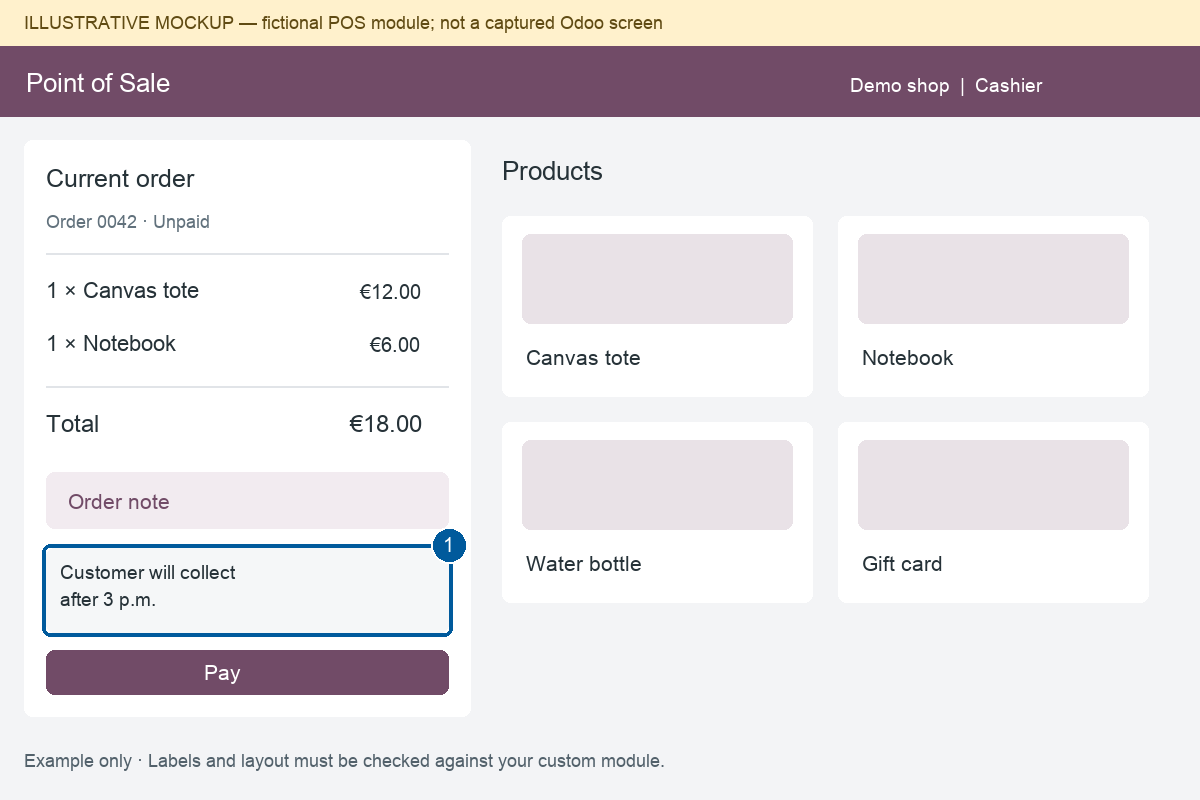 ILLUSTRATIVE MOCKUP — fictional POS module; not a captured Odoo screen
Point of Sale
Demo shop | Cashier
Current order
Order 0042 · Unpaid
1 × Canvas tote €12.00
1 × Notebook €6.00
Total €18.00
Order note
1
Customer will collect
after 3 p.m.
Pay
Products
Canvas tote
Notebook
Water bottle
Gift card
Example only · Labels and layout must be checked against your custom module.